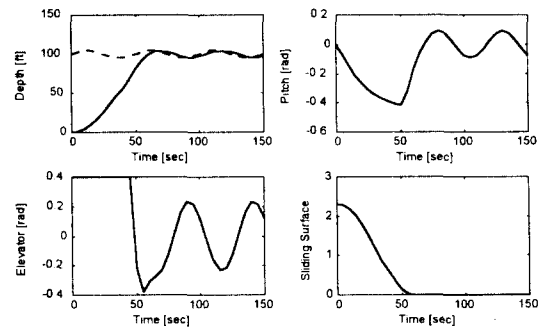 Depth [ft]
150
100
50
0
0 50 100 150
Time [sec]
Pitch [rad]
0.2
0
-0.2
-0.4
-0.6
0 50 100 150
Time [sec]
Elevator [rad]
0.4
0.2
0
-0.2
-0.4
0 50 100 150
Time [sec]
Sliding Surface
3
2
1
0
0 50 100 150
Time [sec]